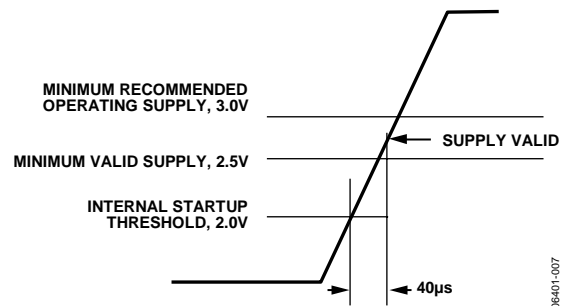 MINIMUM RECOMMENDED
OPERATING SUPPLY, 3.0V
SUPPLY VALID
MINIMUM VALID SUPPLY, 2.5V
INTERNAL STARTUP
THRESHOLD, 2.0V
40µs
06401-007